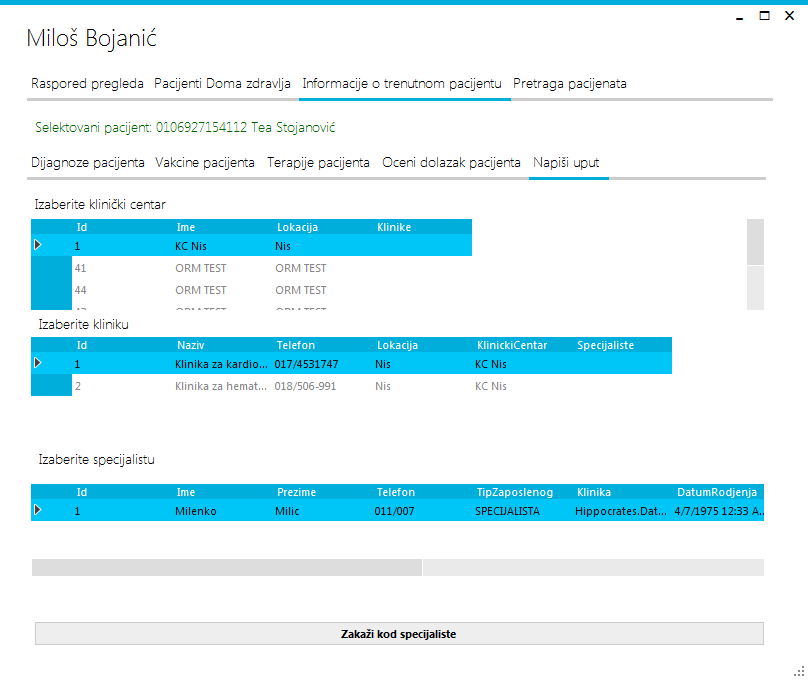 Miloš Bojanić
Raspored pregleda Pacijenti Doma zdravlja Informacije o trenutnom pacijentu Pretraga pacijenata
Selektovani pacijent: 0106927154112 Tea Stojanović
Dijagnoze pacijenta Vakcine pacijenta Terapije pacijenta Oceni dolazak pacijenta Napiši uput
Izaberite klinički centar
Id Ime Lokacija Klinike
1 KC Nis Nis
41 ORM TEST ORM TEST
44 ORM TEST ORM TEST
Izaberite kliniku
Id Naziv Telefon Lokacija KlinickiCentar Specijaliste
1 Klinika za kardio... 017/4531747 Nis KC Nis
2 Klinika za hemat... 018/506-991 Nis KC Nis
Izaberite specijalistu
Id Ime Prezime Telefon TipZaposlenog Klinika DatumRodjenja
1 Milenko Milic 011/007 SPECIJALISTA Hippocrates.Dat... 4/7/1975 12:33 A...
Zakaži kod specijaliste